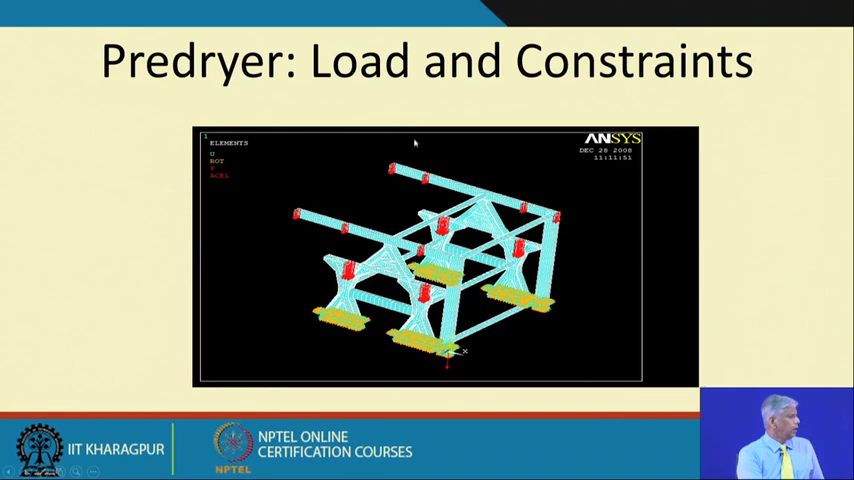 Predryer: Load and Constraints
1
ELEMENTS
U
ROT
F
ACEL
ANSYS
DEC 28 2008
11:11:51
X
IIT KHARAGPUR
NPTEL
NPTEL ONLINE
CERTIFICATION COURSES